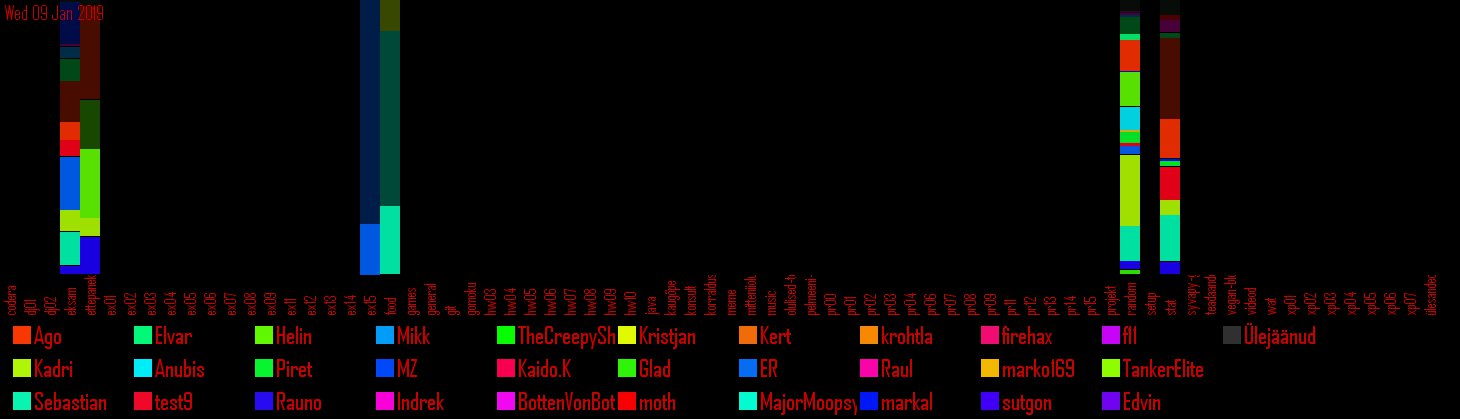 Wed 09 Jan 2019
codera dj01 dj02 eksam ettepanek ex01 ex02 ex03 ex04 ex05 ex06 ex07 ex08 ex09 ex11 ex12 ex13 ex14 ex15 food games general git gomoku hw03 hw04 hw05 hw06 hw07 hw08 hw09 hw10 java kaugõpe konsult korraldus meme music pr00 pr01 pr02 pr03 pr04 pr06 pr07 pr08 pr09 pr11 pr12 pr13 pr14 pr15 projekt random setup stat videod wat xp01 xp02 xp03 xp04 xp05 xp06 xp07
Ago Elvar Helin Mikk TheCreepySh Kristjan Kert krohtla firehax fl1 Ülejäänud
Kadri Anubis Piret MZ Kaido.K Glad ER Raul marko169 TankerElite
Sebastian test9 Rauno Indrek BottenVonBot moth MajorMoopsy markal sutgon Edvin